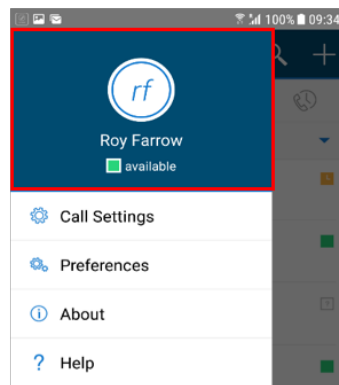 100% 09:34
rf
Roy Farrow
available
Call Settings
Preferences
About
? Help